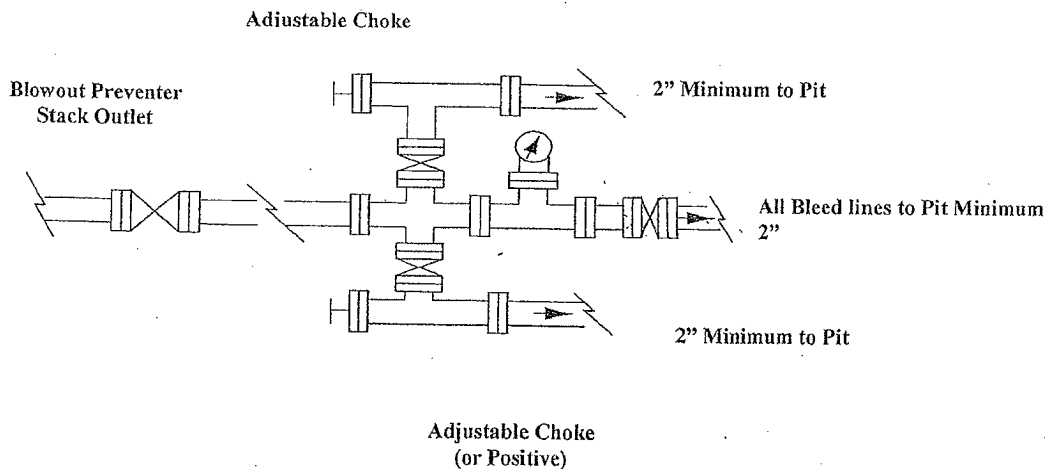 Adjustable Choke
Blowout Preventer
Stack Outlet
2” Minimum to Pit
All Bleed lines to Pit Minimum
2”
2” Minimum to Pit
Adjustable Choke
(or Positive)